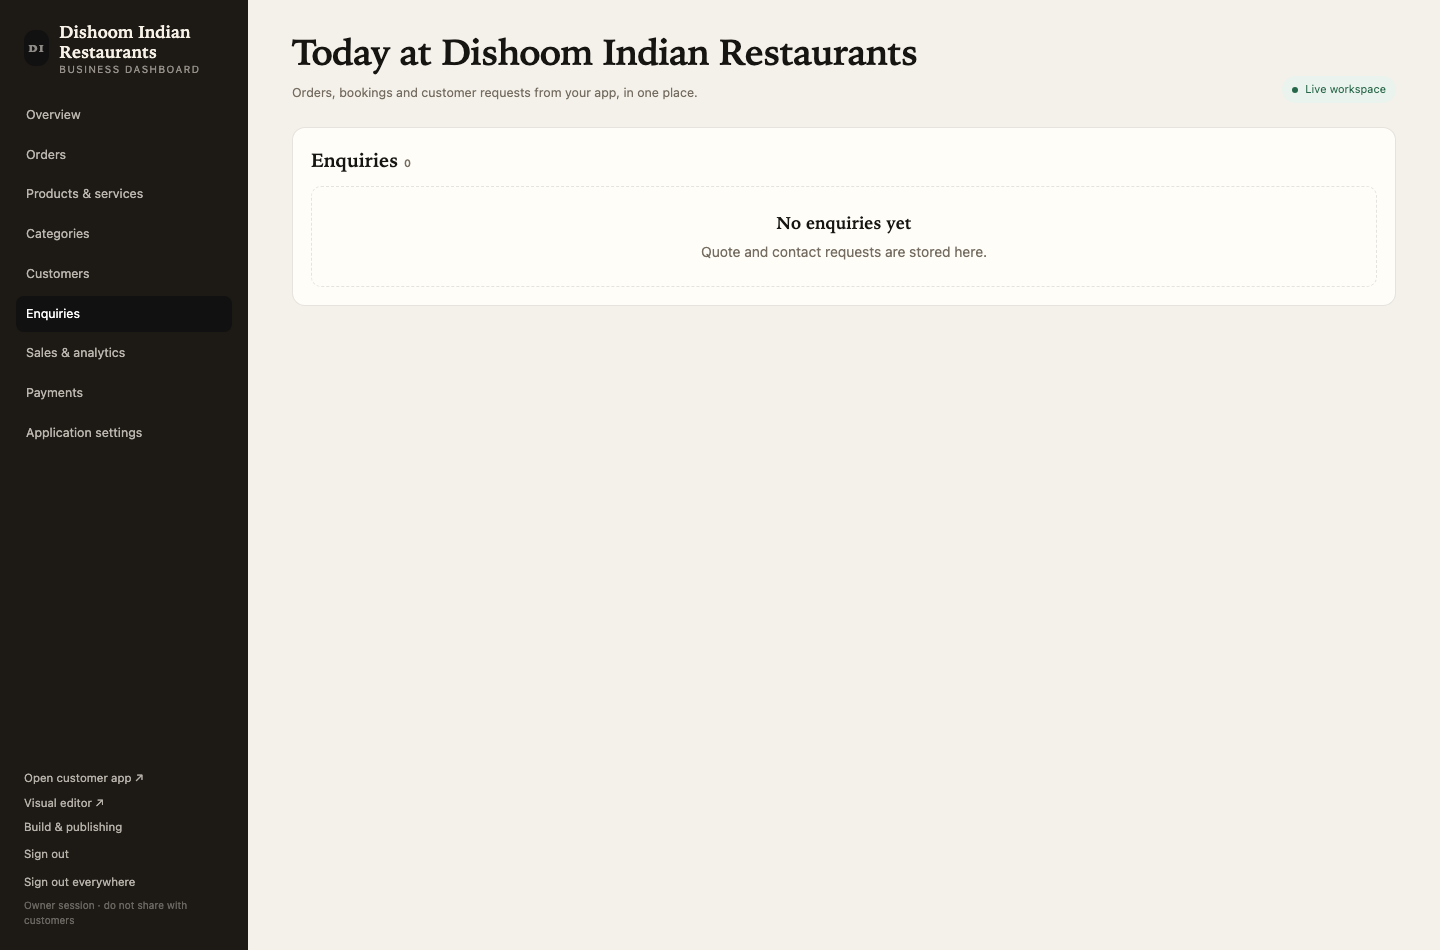 DI
Dishoom Indian
Restaurants
BUSINESS DASHBOARD
Overview
Orders
Products & services
Categories
Customers
Enquiries
Sales & analytics
Payments
Application settings
Open customer app ↗
Visual editor ↗
Build & publishing
Sign out
Sign out everywhere
Owner session · do not share with
customers
Today at Dishoom Indian Restaurants
Orders, bookings and customer requests from your app, in one place.
Live workspace
Enquiries 0
No enquiries yet
Quote and contact requests are stored here.